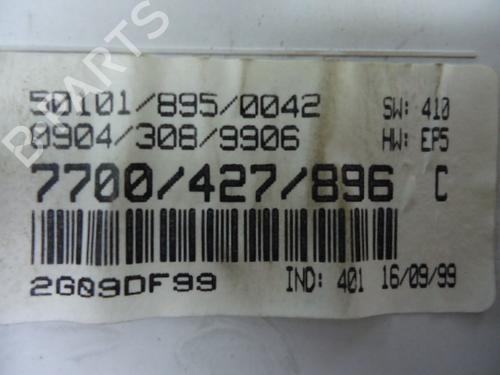 50101/895/0042 SW: 410
0904/308/9906 HW: EP5
7700/427/896 C
2G09DF99 IND: 401 16/09/99
B PARTS